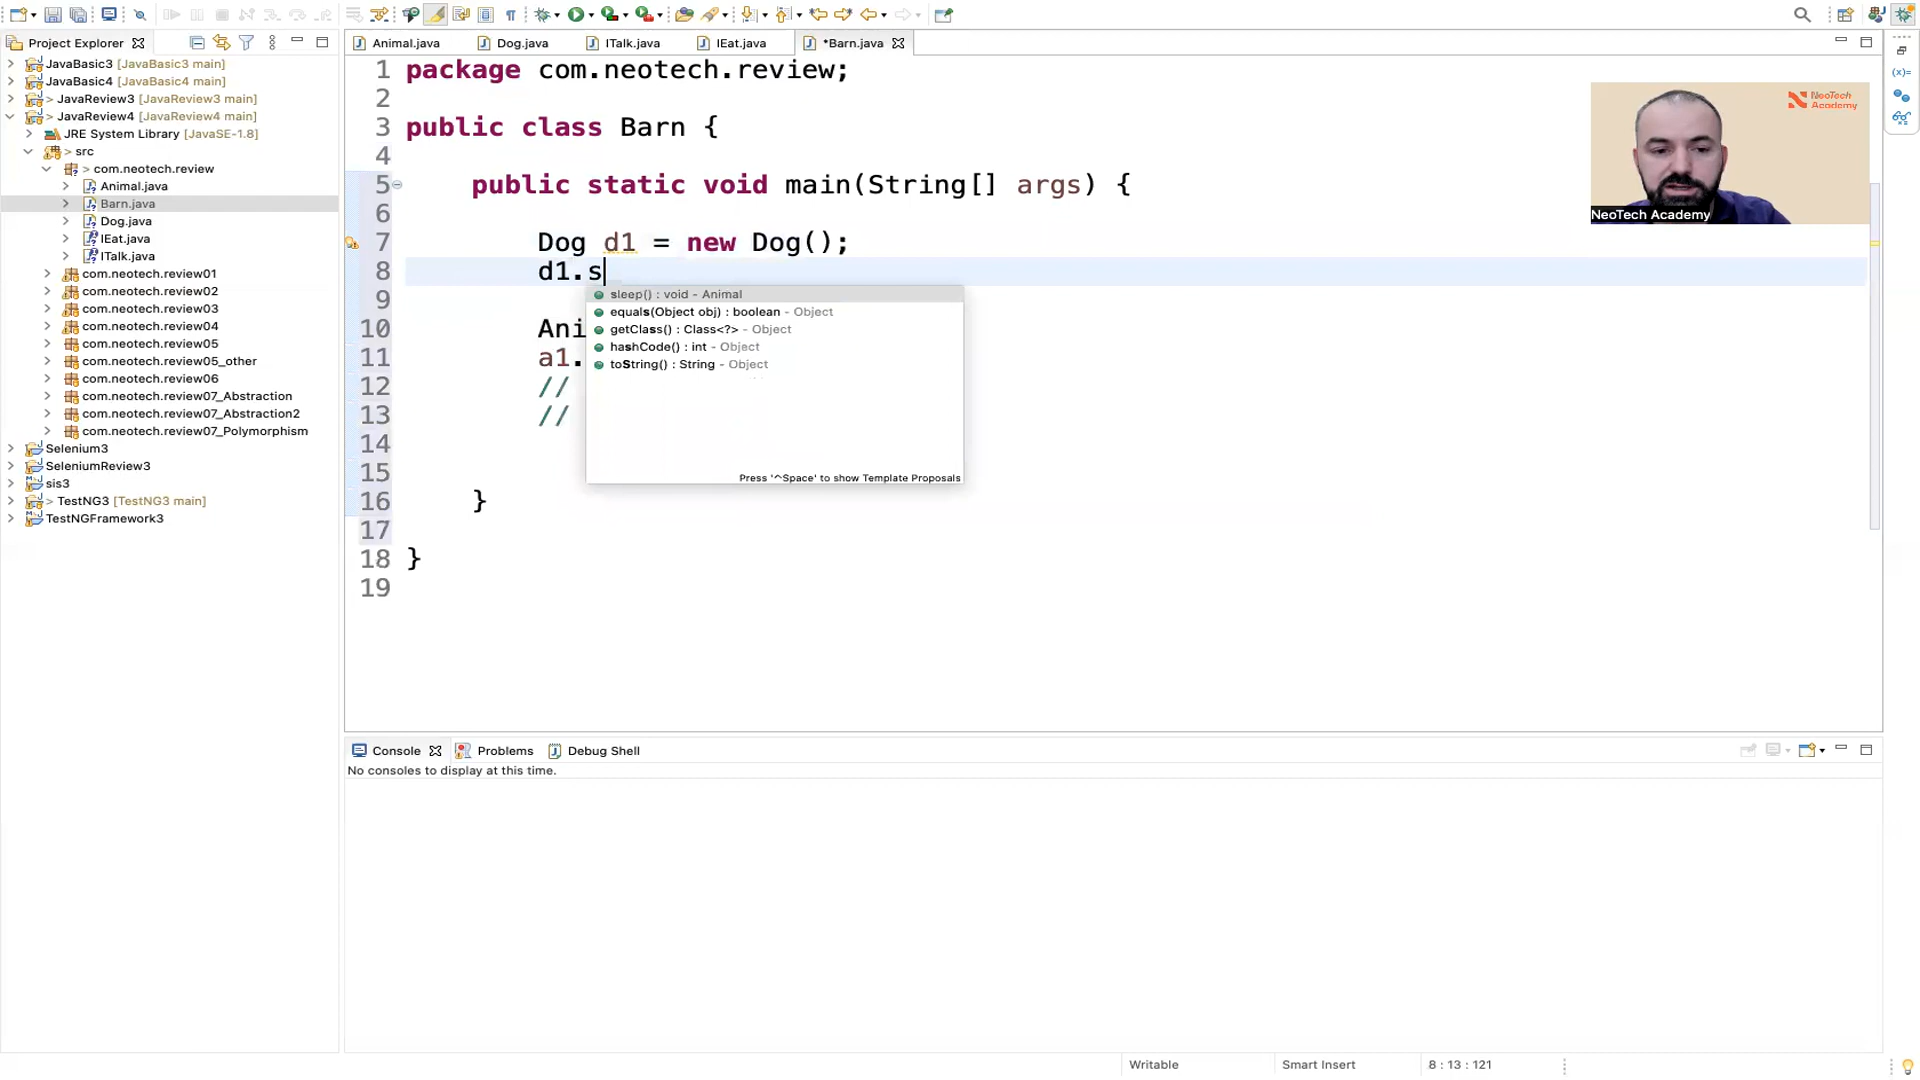 Project Explorer
Animal.java
Dog.java
ITalk.java
IEat.java
*Barn.java
JavaBasic3 [JavaBasic3 main]
JavaBasic4 [JavaBasic4 main]
> JavaReview3 [JavaReview3 main]
> JavaReview4 [JavaReview4 main]
JRE System Library [JavaSE-1.8]
src
> com.neotech.review
Animal.java
Barn.java
Dog.java
IEat.java
ITalk.java
com.neotech.review01
com.neotech.review02
com.neotech.review03
com.neotech.review04
com.neotech.review05
com.neotech.review05_other
com.neotech.review06
com.neotech.review07_Abstraction
com.neotech.review07_Abstraction2
com.neotech.review07_Polymorphism
Selenium3
SeleniumReview3
sis3
> TestNG3 [TestNG3 main]
TestNGFramework3
1 package com.neotech.review;
2
3 public class Barn {
4
5 public static void main(String[] args) {
6
7 Dog d1 = new Dog();
8 d1.s
9
10 Ani
11 a1.
12 //
13 //
14
15
16 }
17
18 }
19
sleep() : void - Animal
equals(Object obj) : boolean - Object
getClass() : Class<?> - Object
hashCode() : int - Object
toString() : String - Object
Press '^Space' to show Template Proposals
NeoTech
Academy
NeoTech Academy
Console
Problems
Debug Shell
No consoles to display at this time.
Writable
Smart Insert
8 : 13 : 121